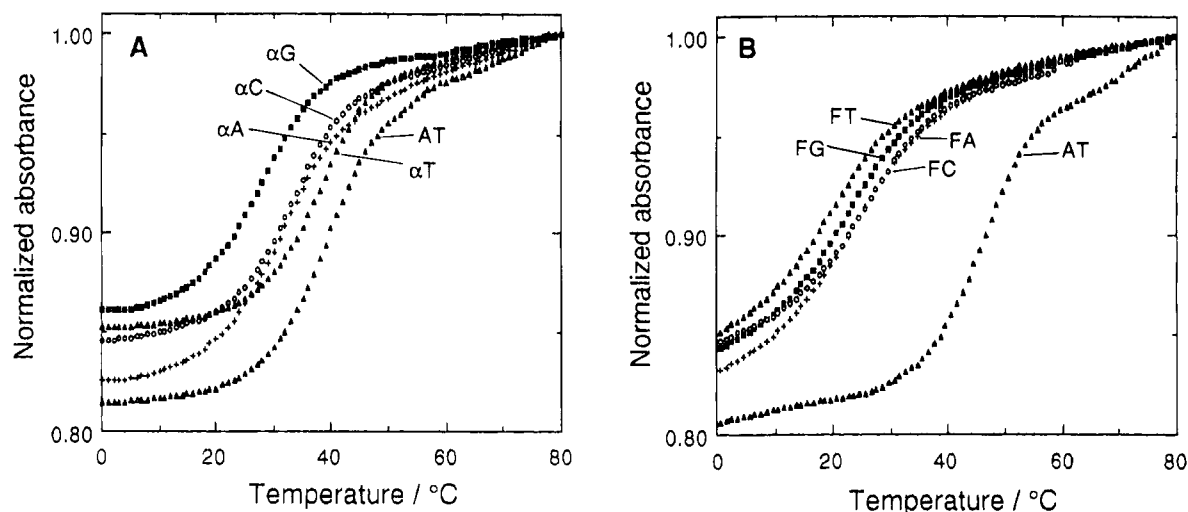 A
Normalized absorbance
1.00
0.90
0.80
αG
αC
αA
AT
αT
0
20
40
60
80
Temperature / °C
B
Normalized absorbance
1.00
0.90
0.80
FT
FG
FA
FC
AT
0
20
40
60
80
Temperature / °C